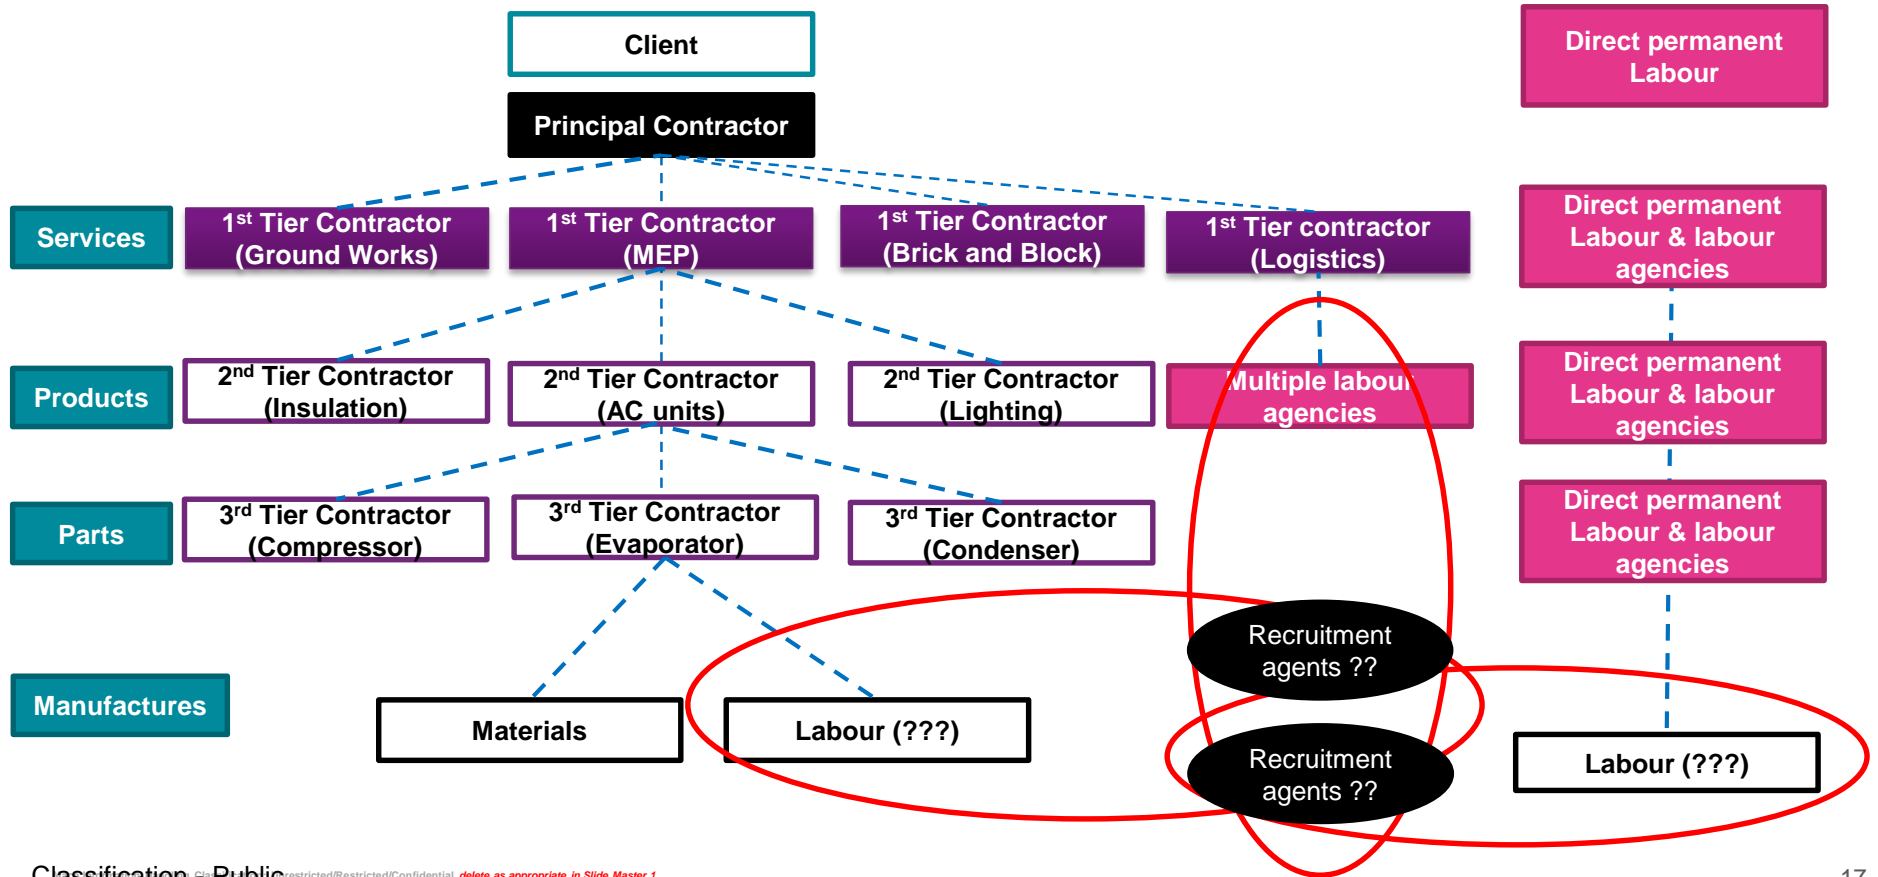 Client
Direct permanent
Labour
Principal Contractor
Services
1st Tier Contractor
(Ground Works)
1st Tier Contractor
(MEP)
1st Tier Contractor
(Brick and Block)
1st Tier contractor
(Logistics)
Direct permanent
Labour & labour
agencies
Products
2nd Tier Contractor
(Insulation)
2nd Tier Contractor
(AC units)
2nd Tier Contractor
(Lighting)
Multiple labour
agencies
Direct permanent
Labour & labour
agencies
Parts
3rd Tier Contractor
(Compressor)
3rd Tier Contractor
(Evaporator)
3rd Tier Contractor
(Condenser)
Direct permanent
Labour & labour
agencies
Recruitment
agents ??
Manufactures
Materials
Labour (???)
Recruitment
agents ??
Labour (???)
Classification - Public
delete as appropriate in Slide Master 1
17